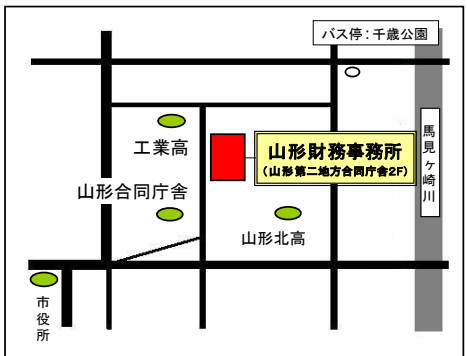 バス停:千歳公園
工業高
山形財務事務所
(山形第二地方合同庁舎2F)
馬見ヶ崎川
山形合同庁舎
山形北高
市役所